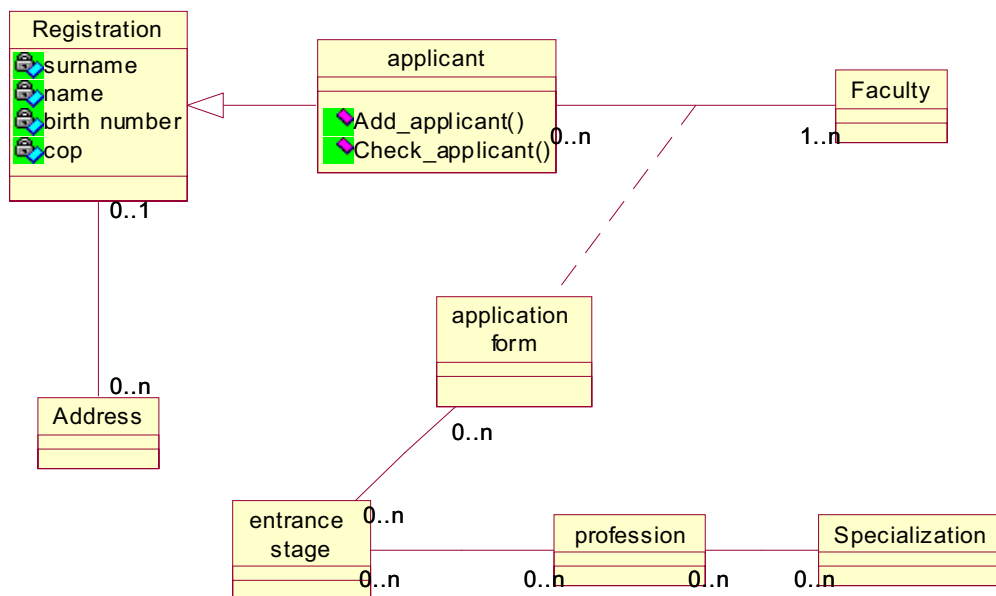 Registration
surname
name
birth number
cop
applicant
Add_applicant()
Check_applicant()
Faculty
0..n
1..n
0..1
application
form
0..n
Address
0..n
entrance
stage
0..n
profession
Specialization
0..n
0..n
0..n
0..n